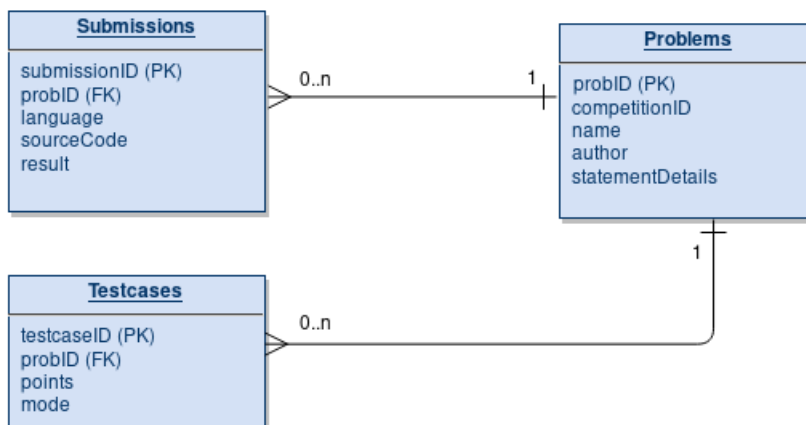 Submissions
submissionID (PK)
probID (FK)
language
sourceCode
result
0..n
1
Problems
probID (PK)
competitionID
name
author
statementDetails
1
Testcases
testcaseID (PK)
probID (FK)
points
mode
0..n